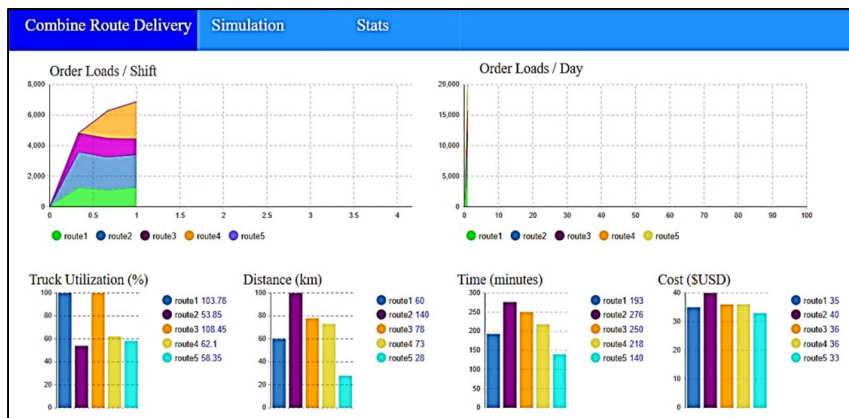 Combine Route Delivery Simulation Stats
Order Loads / Shift
8,000
6,000
4,000
2,000
0
0 0.5 1 1.5 2 2.5 3 3.5 4
route1 route2 route3 route4 route5
Order Loads / Day
20,000
15,000
10,000
5,000
0
0 10 20 30 40 50 60 70 80 90 100
route1 route2 route3 route4 route5
Truck Utilization (%)
100
80
60
40
20
0
route1 103.78
route2 53.85
route3 108.45
route4 62.1
route5 58.35
Distance (km)
100
80
60
40
20
0
route1 60
route2 140
route3 78
route4 73
route5 28
Time (minutes)
300
250
200
150
100
50
0
route1 193
route2 276
route3 250
route4 218
route5 140
Cost ($USD)
40
30
20
10
0
route1 35
route2 40
route3 36
route4 36
route5 33